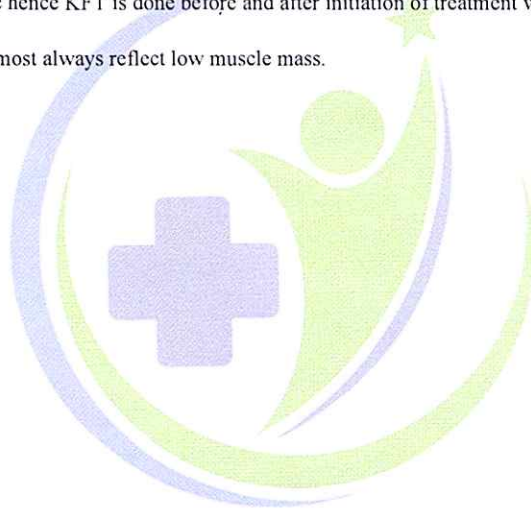 hence KFT is done before and after initiation of treatment
most always reflect low muscle mass.